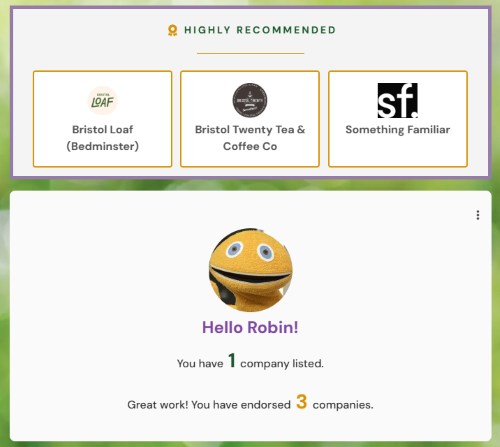 HIGHLY RECOMMENDED
BRISTOL
LOAF
BRISTOL TWENTY
sf.
Bristol Loaf
(Bedminster)
Bristol Twenty Tea &
Coffee Co
Something Familiar
Hello Robin!
You have 1 company listed.
Great work! You have endorsed 3 companies.